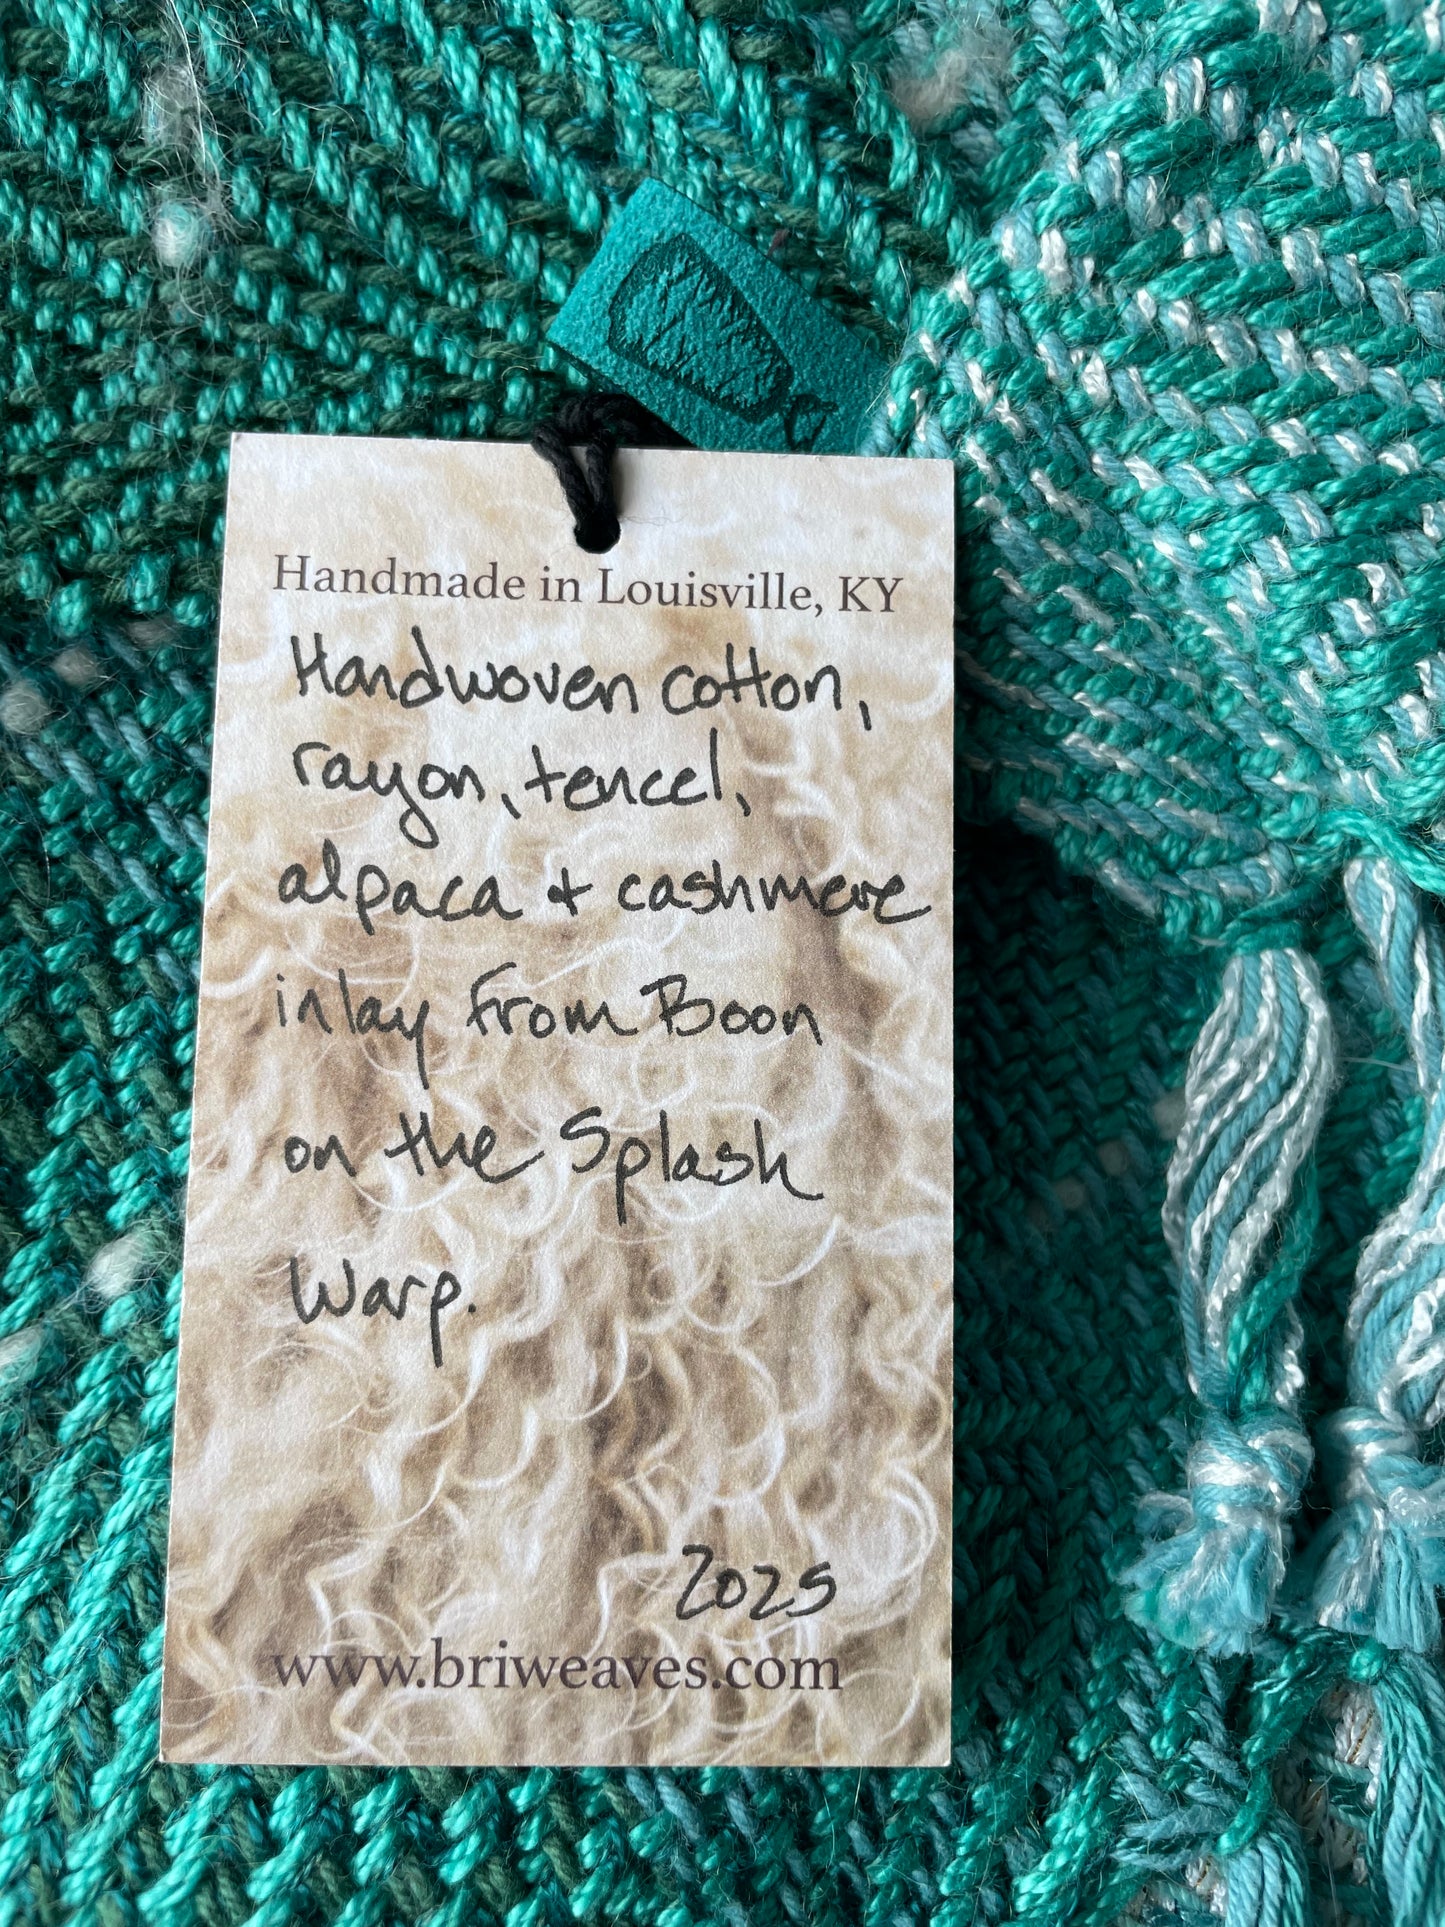 Handmade in Louisville, KY
Handwoven cotton,
rayon, tencel,
alpaca + cashmere
inlay from Boon
on the Splash
Warp.
2025
www.briweaves.com